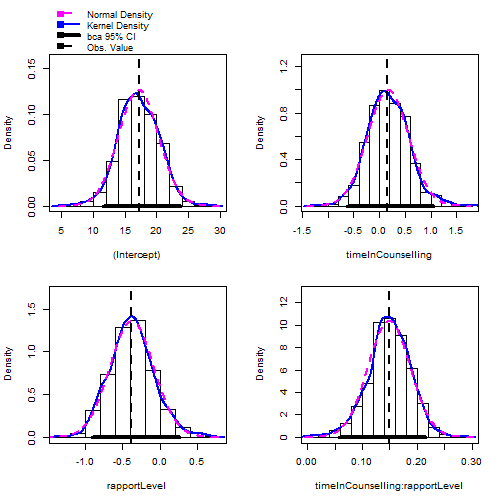 Normal Density
Kernel Density
bca 95% CI
Obs. Value
Density
0.00 0.05 0.10 0.15
5 10 15 20 25 30
(Intercept)
Density
0.0 0.4 0.8 1.2
-1.5 -0.5 0.0 0.5 1.0 1.5
timeInCounselling
Density
0.0 0.5 1.0 1.5
-1.0 -0.5 0.0 0.5
rapportLevel
Density
0 2 4 6 8 10 12
0.00 0.10 0.20 0.30
timeInCounselling:rapportLevel